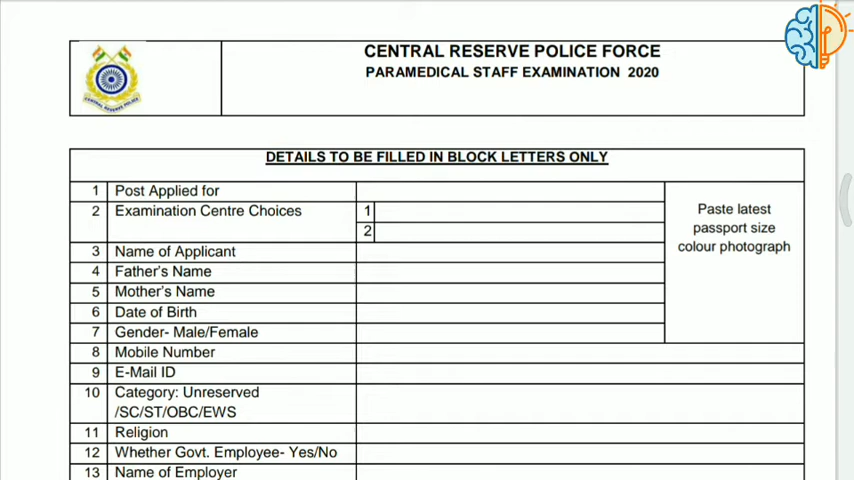 CENTRAL RESERVE POLICE FORCE
PARAMEDICAL STAFF EXAMINATION 2020
CENTRAL RESERVE POLICE
DETAILS TO BE FILLED IN BLOCK LETTERS ONLY
1 Post Applied for
2 Examination Centre Choices 1
2
Paste latest
passport size
colour photograph
3 Name of Applicant
4 Father's Name
5 Mother's Name
6 Date of Birth
7 Gender- Male/Female
8 Mobile Number
9 E-Mail ID
10 Category: Unreserved
/SC/ST/OBC/EWS
11 Religion
12 Whether Govt. Employee- Yes/No
13 Name of Employer